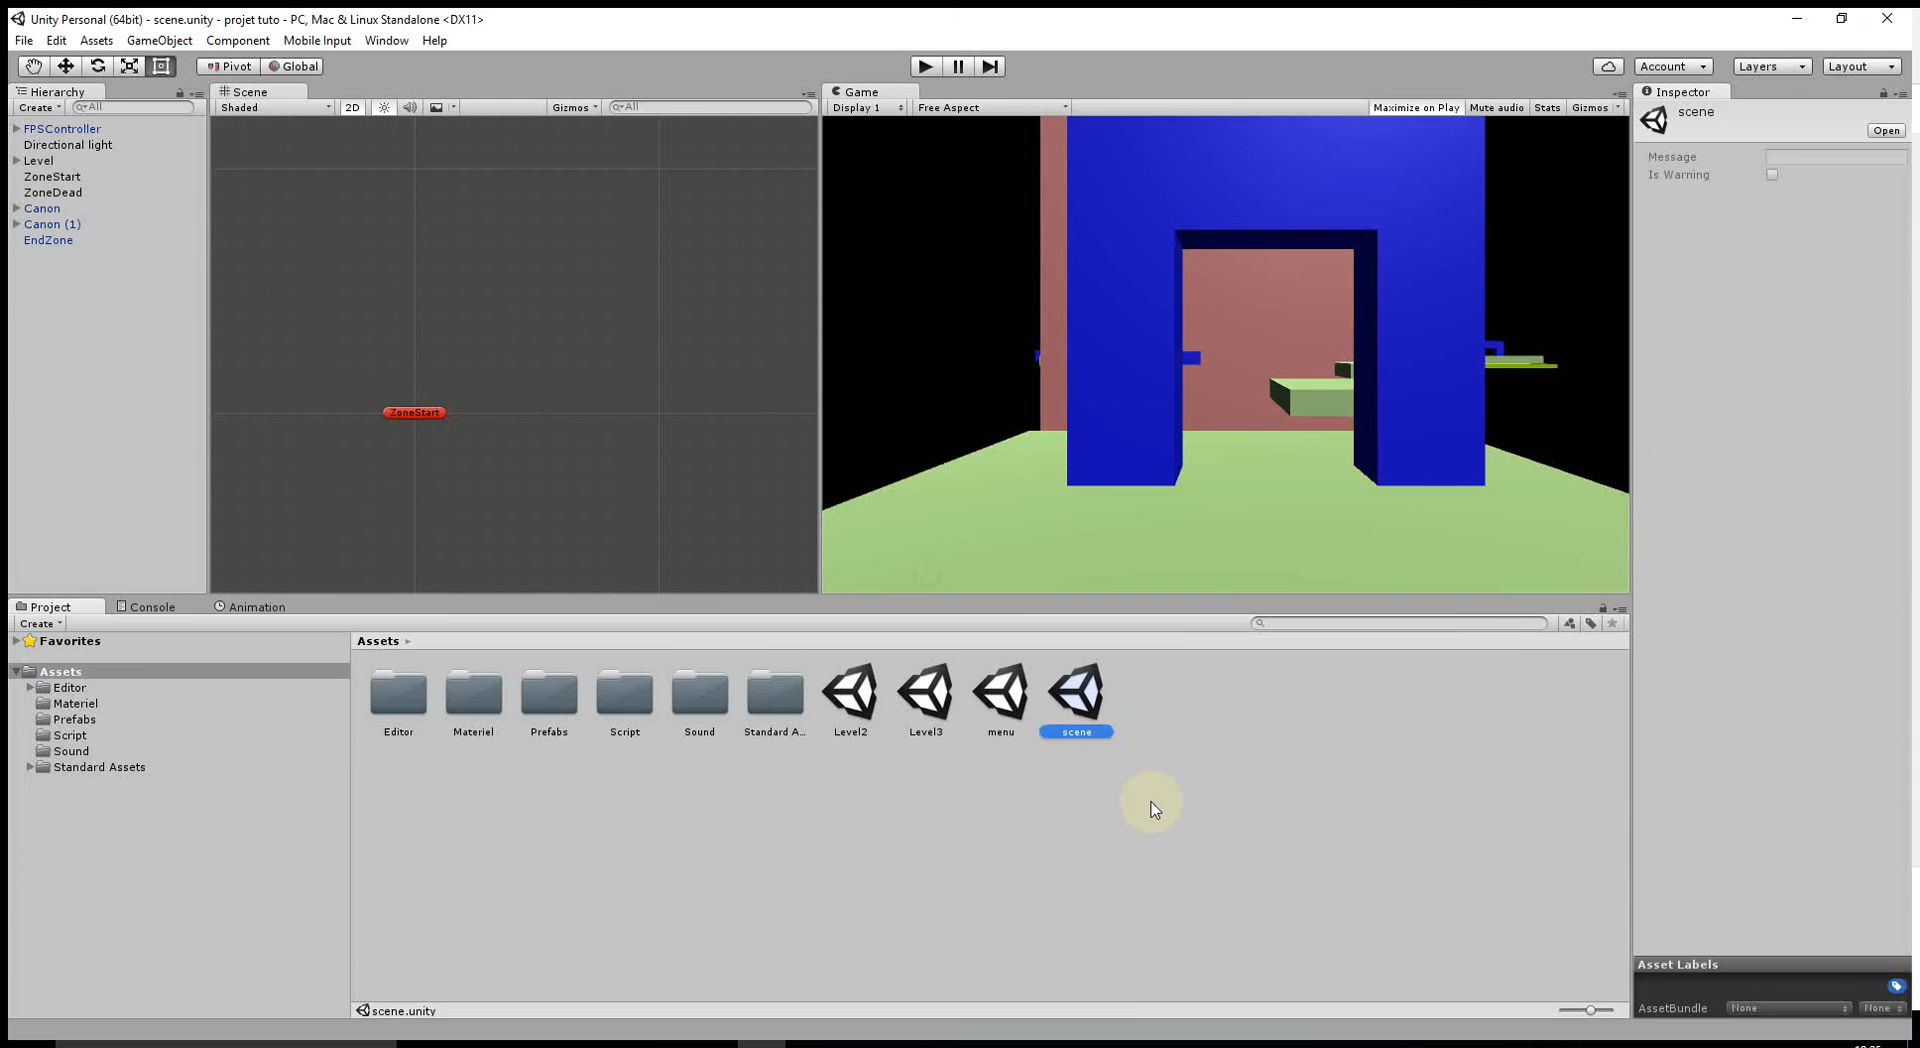 Unity Personal (64bit) - scene.unity - projet tuto - PC, Mac & Linux Standalone <DX11>
File Edit Assets GameObject Component Mobile Input Window Help
Pivot Global Account Layers Layout
Hierarchy
Create All
FPSController
Directional light
Level
ZoneStart
ZoneDead
Canon
Canon (1)
EndZone
Scene
Shaded 2D Gizmos All
ZoneStart
Game
Display 1 Free Aspect Maximize on Play Mute audio Stats Gizmos
Inspector
scene
Open
Message
Is Warning
Project Console Animation
Create
Favorites
Assets
Editor
Materiel
Prefabs
Script
Sound
Standard Assets
Assets
Editor Materiel Prefabs Script Sound Standard A... Level2 Level3 menu scene
scene.unity
Asset Labels
AssetBundle None None